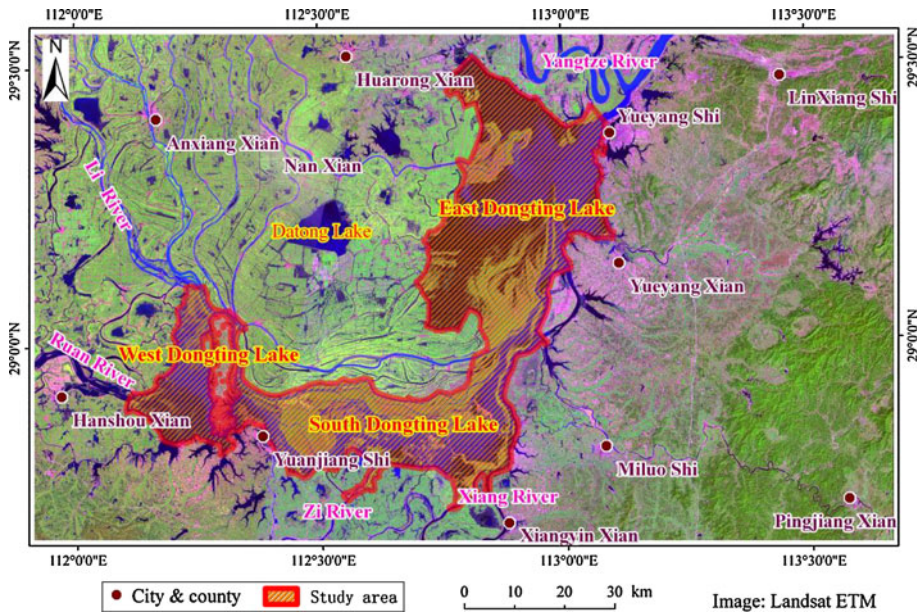 112°0'0"E 112°30'0"E 113°0'0"E 113°30'0"E
N
29°30'0"N
29°30'0"N
Huarong Xian
Yangtze River
LinXiang Shi
Anxiang Xian
Yueyang Shi
Nan Xian
Li River
East Dongting Lake
Datong Lake
Yueyang Xian
29°0'0"N
29°0'0"N
West Dongting Lake
Ruan River
Hanshou Xian
South Dongting Lake
Yuanjiang Shi
Miluo Shi
Zi River
Xiang River
Pingjiang Xian
Xiangyin Xian
112°0'0"E 112°30'0"E 113°0'0"E 113°30'0"E
City & county Study area
0 10 20 30 km
Image: Landsat ETM